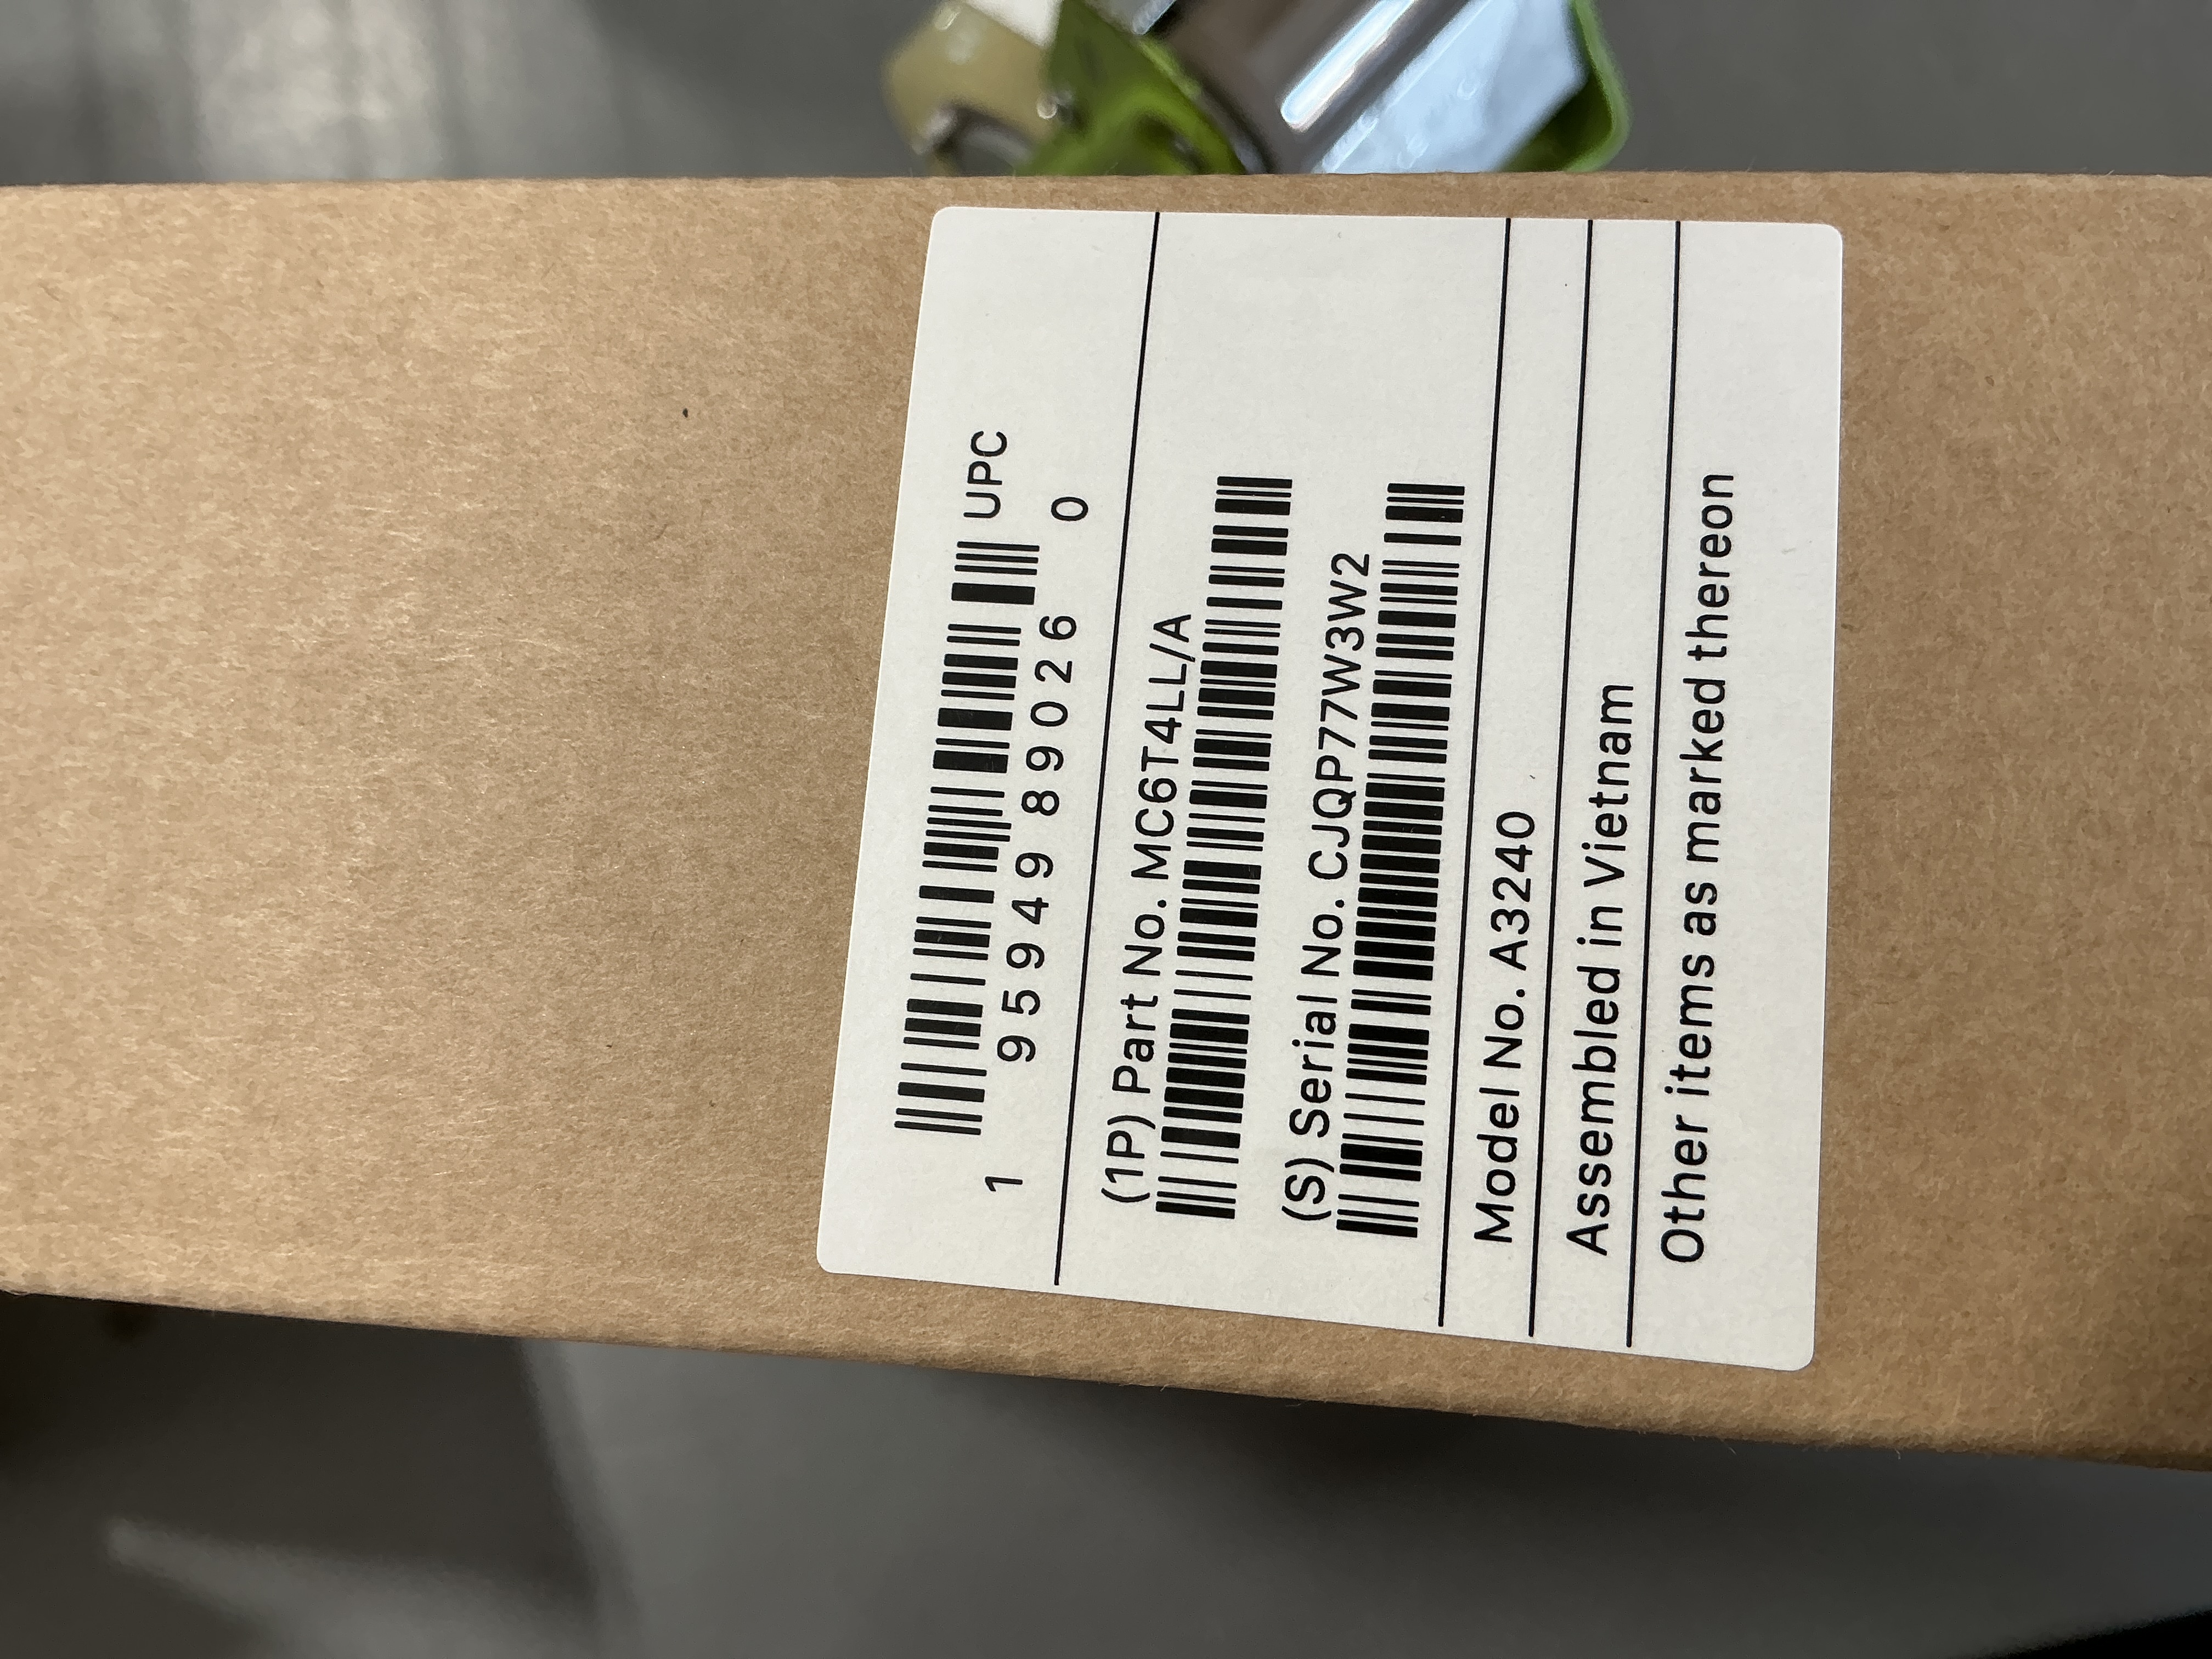 UPC
1 95949 89026 0
(1P) Part No. MC6T4LL/A
(S) Serial No. CJQP77W3W2
Model No. A3240
Assembled in Vietnam
Other items as marked thereon